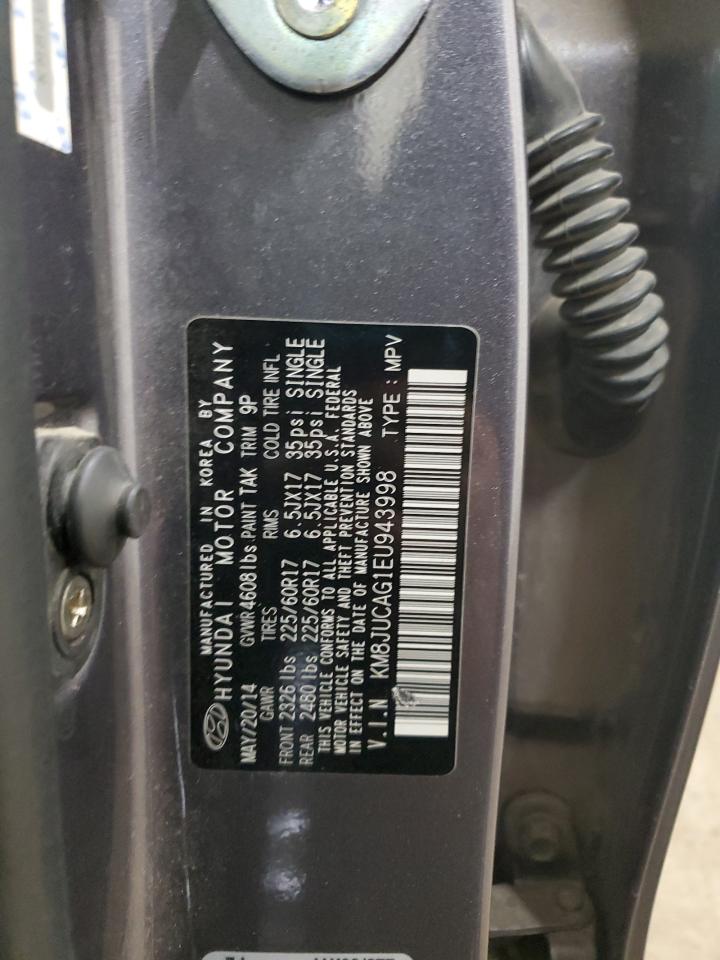 MANUFACTURED IN KOREA BY
HYUNDAI MOTOR COMPANY
MAY/20/14 GVWR4608lbs PAINT TAK TRIM 9P
GAWR TIRES RIMS COLD TIRE INFL
FRONT 2326lbs 225/60R17 6.5JX17 35psi SINGLE
REAR 2480lbs 225/60R17 6.5JX17 35psi SINGLE
THIS VEHICLE CONFORMS TO ALL APPLICABLE U.S.A. FEDERAL
MOTOR VEHICLE SAFETY AND THEFT PREVENTION STANDARDS
IN EFFECT ON THE DATE OF MANUFACTURE SHOWN ABOVE
V.I.N KM8JUCAG1EU943998 TYPE : MPV